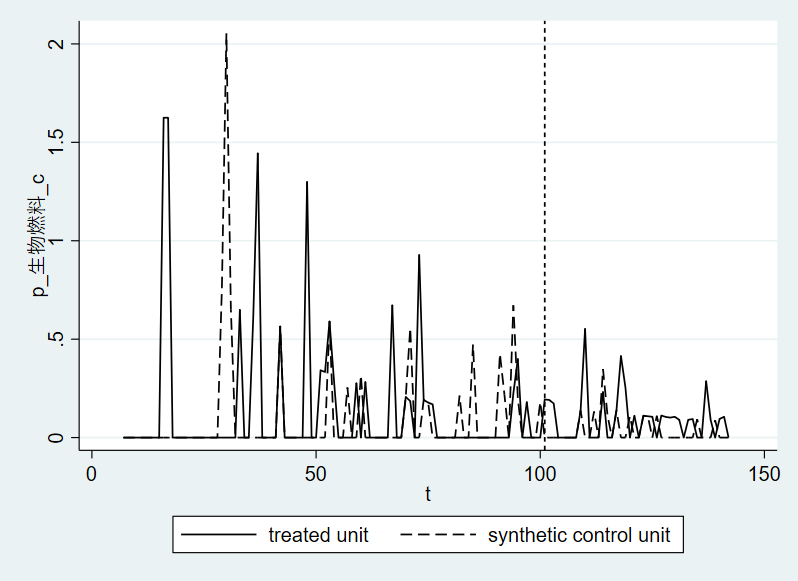 2
1.5
1
.5
0
p_生物燃料_c
0
50
100
150
t
treated unit
synthetic control unit